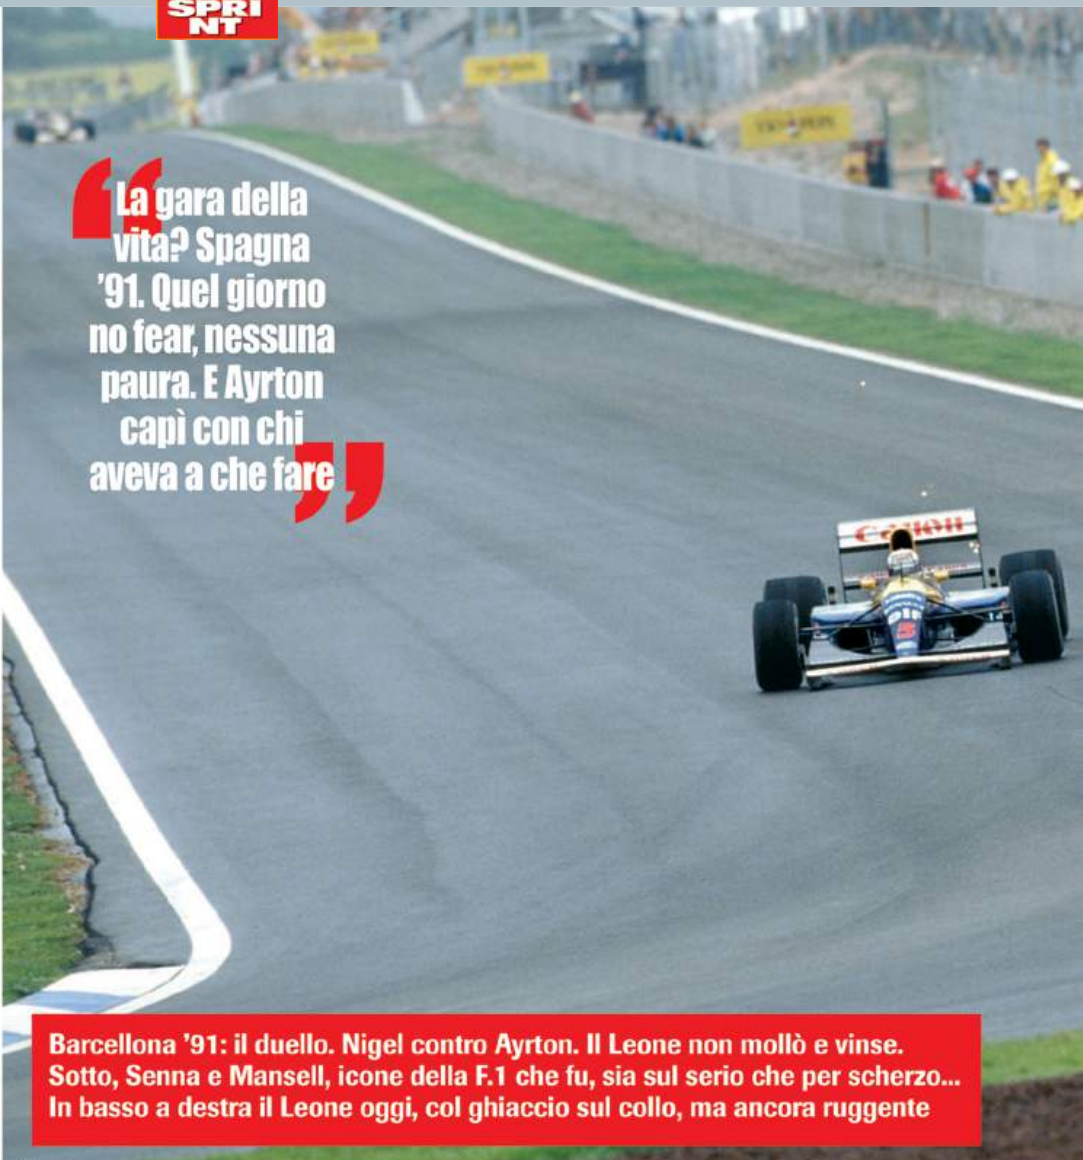 SPRI
NT
La gara della
vita? Spagna
’91. Quel giorno
no fear, nessuna
paura. E Ayrton
capì con chi
aveva a che fare
Canon
elf
5
Barcellona ’91: il duello. Nigel contro Ayrton. Il Leone non mollò e vinse.
Sotto, Senna e Mansell, icone della F.1 che fu, sia sul serio che per scherzo...
In basso a destra il Leone oggi, col ghiaccio sul collo, ma ancora ruggente